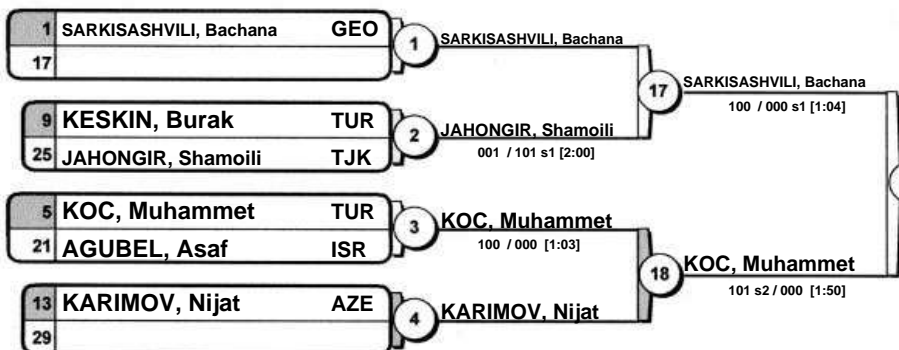 1 SARKISASHVILI, Bachana GEO
17
1
SARKISASHVILI, Bachana
9 KESKIN, Burak TUR
25 JAHONGIR, Shamoili TJK
2
JAHONGIR, Shamoili
001 / 101 s1 [2:00]
17
SARKISASHVILI, Bachana
100 / 000 s1 [1:04]
5 KOC, Muhammet TUR
21 AGUBEL, Asaf ISR
3
KOC, Muhammet
100 / 000 [1:03]
13 KARIMOV, Nijat AZE
29
4
KARIMOV, Nijat
18
KOC, Muhammet
101 s2 / 000 [1:50]